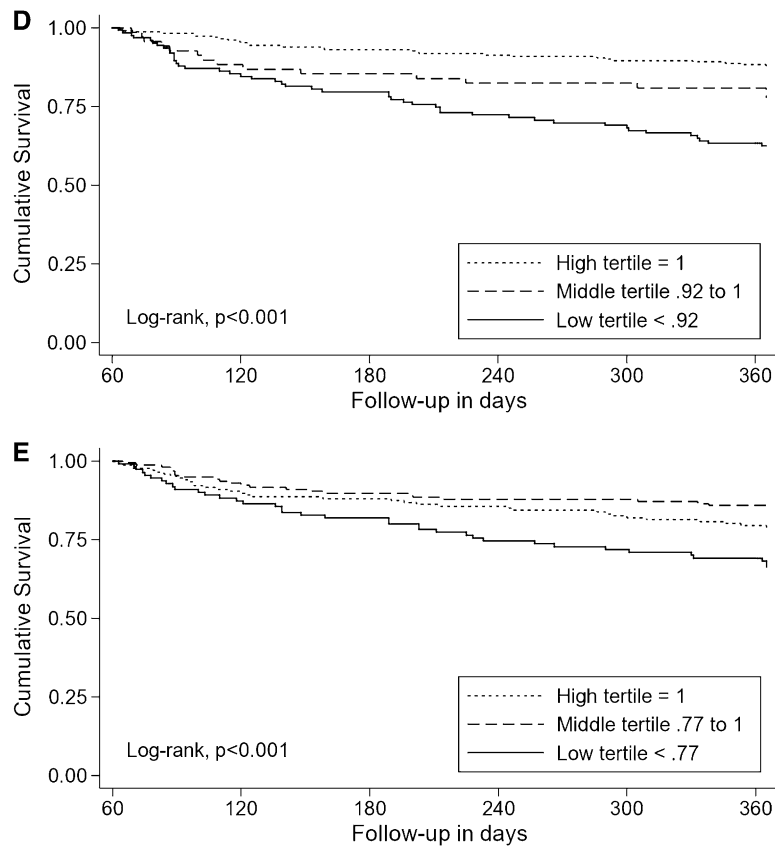 D
1.00
0.75
0.50
0.25
0.00
Cumulative Survival
High tertile = 1
Middle tertile .92 to 1
Low tertile < .92
Log-rank, p<0.001
60 120 180 240 300 360
Follow-up in days
E
1.00
0.75
0.50
0.25
0.00
Cumulative Survival
High tertile = 1
Middle tertile .77 to 1
Low tertile < .77
Log-rank, p<0.001
60 120 180 240 300 360
Follow-up in days